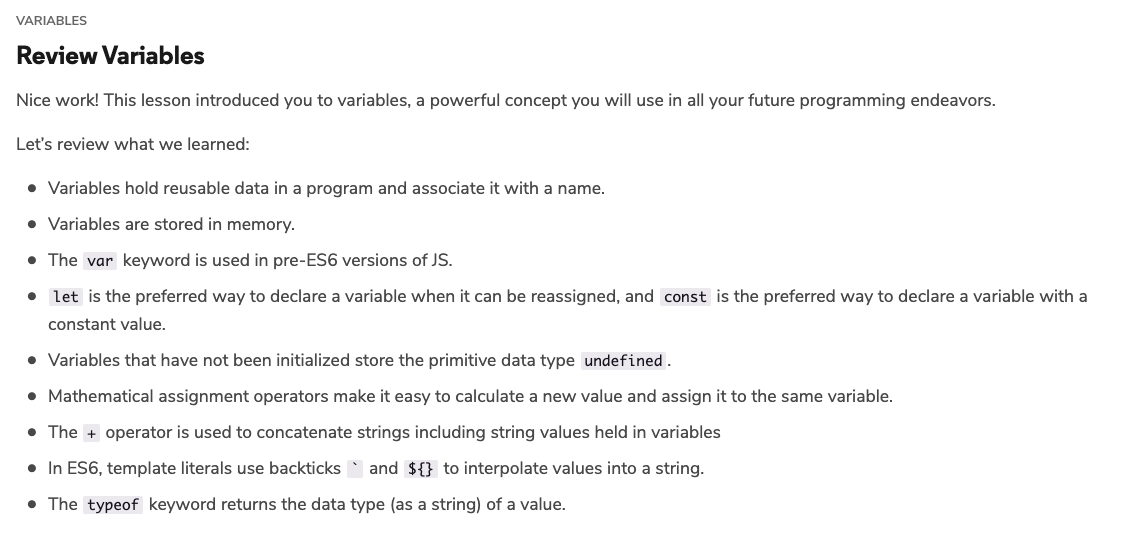 VARIABLES
Review Variables
Nice work! This lesson introduced you to variables, a powerful concept you will use in all your future programming endeavors.
Let's review what we learned:
● Variables hold reusable data in a program and associate it with a name.
● Variables are stored in memory.
● The var keyword is used in pre-ES6 versions of JS.
● let is the preferred way to declare a variable when it can be reassigned, and const is the preferred way to declare a variable with a
constant value.
● Variables that have not been initialized store the primitive data type undefined.
● Mathematical assignment operators make it easy to calculate a new value and assign it to the same variable.
● The + operator is used to concatenate strings including string values held in variables
● In ES6, template literals use backticks ` and ${} to interpolate values into a string.
● The typeof keyword returns the data type (as a string) of a value.